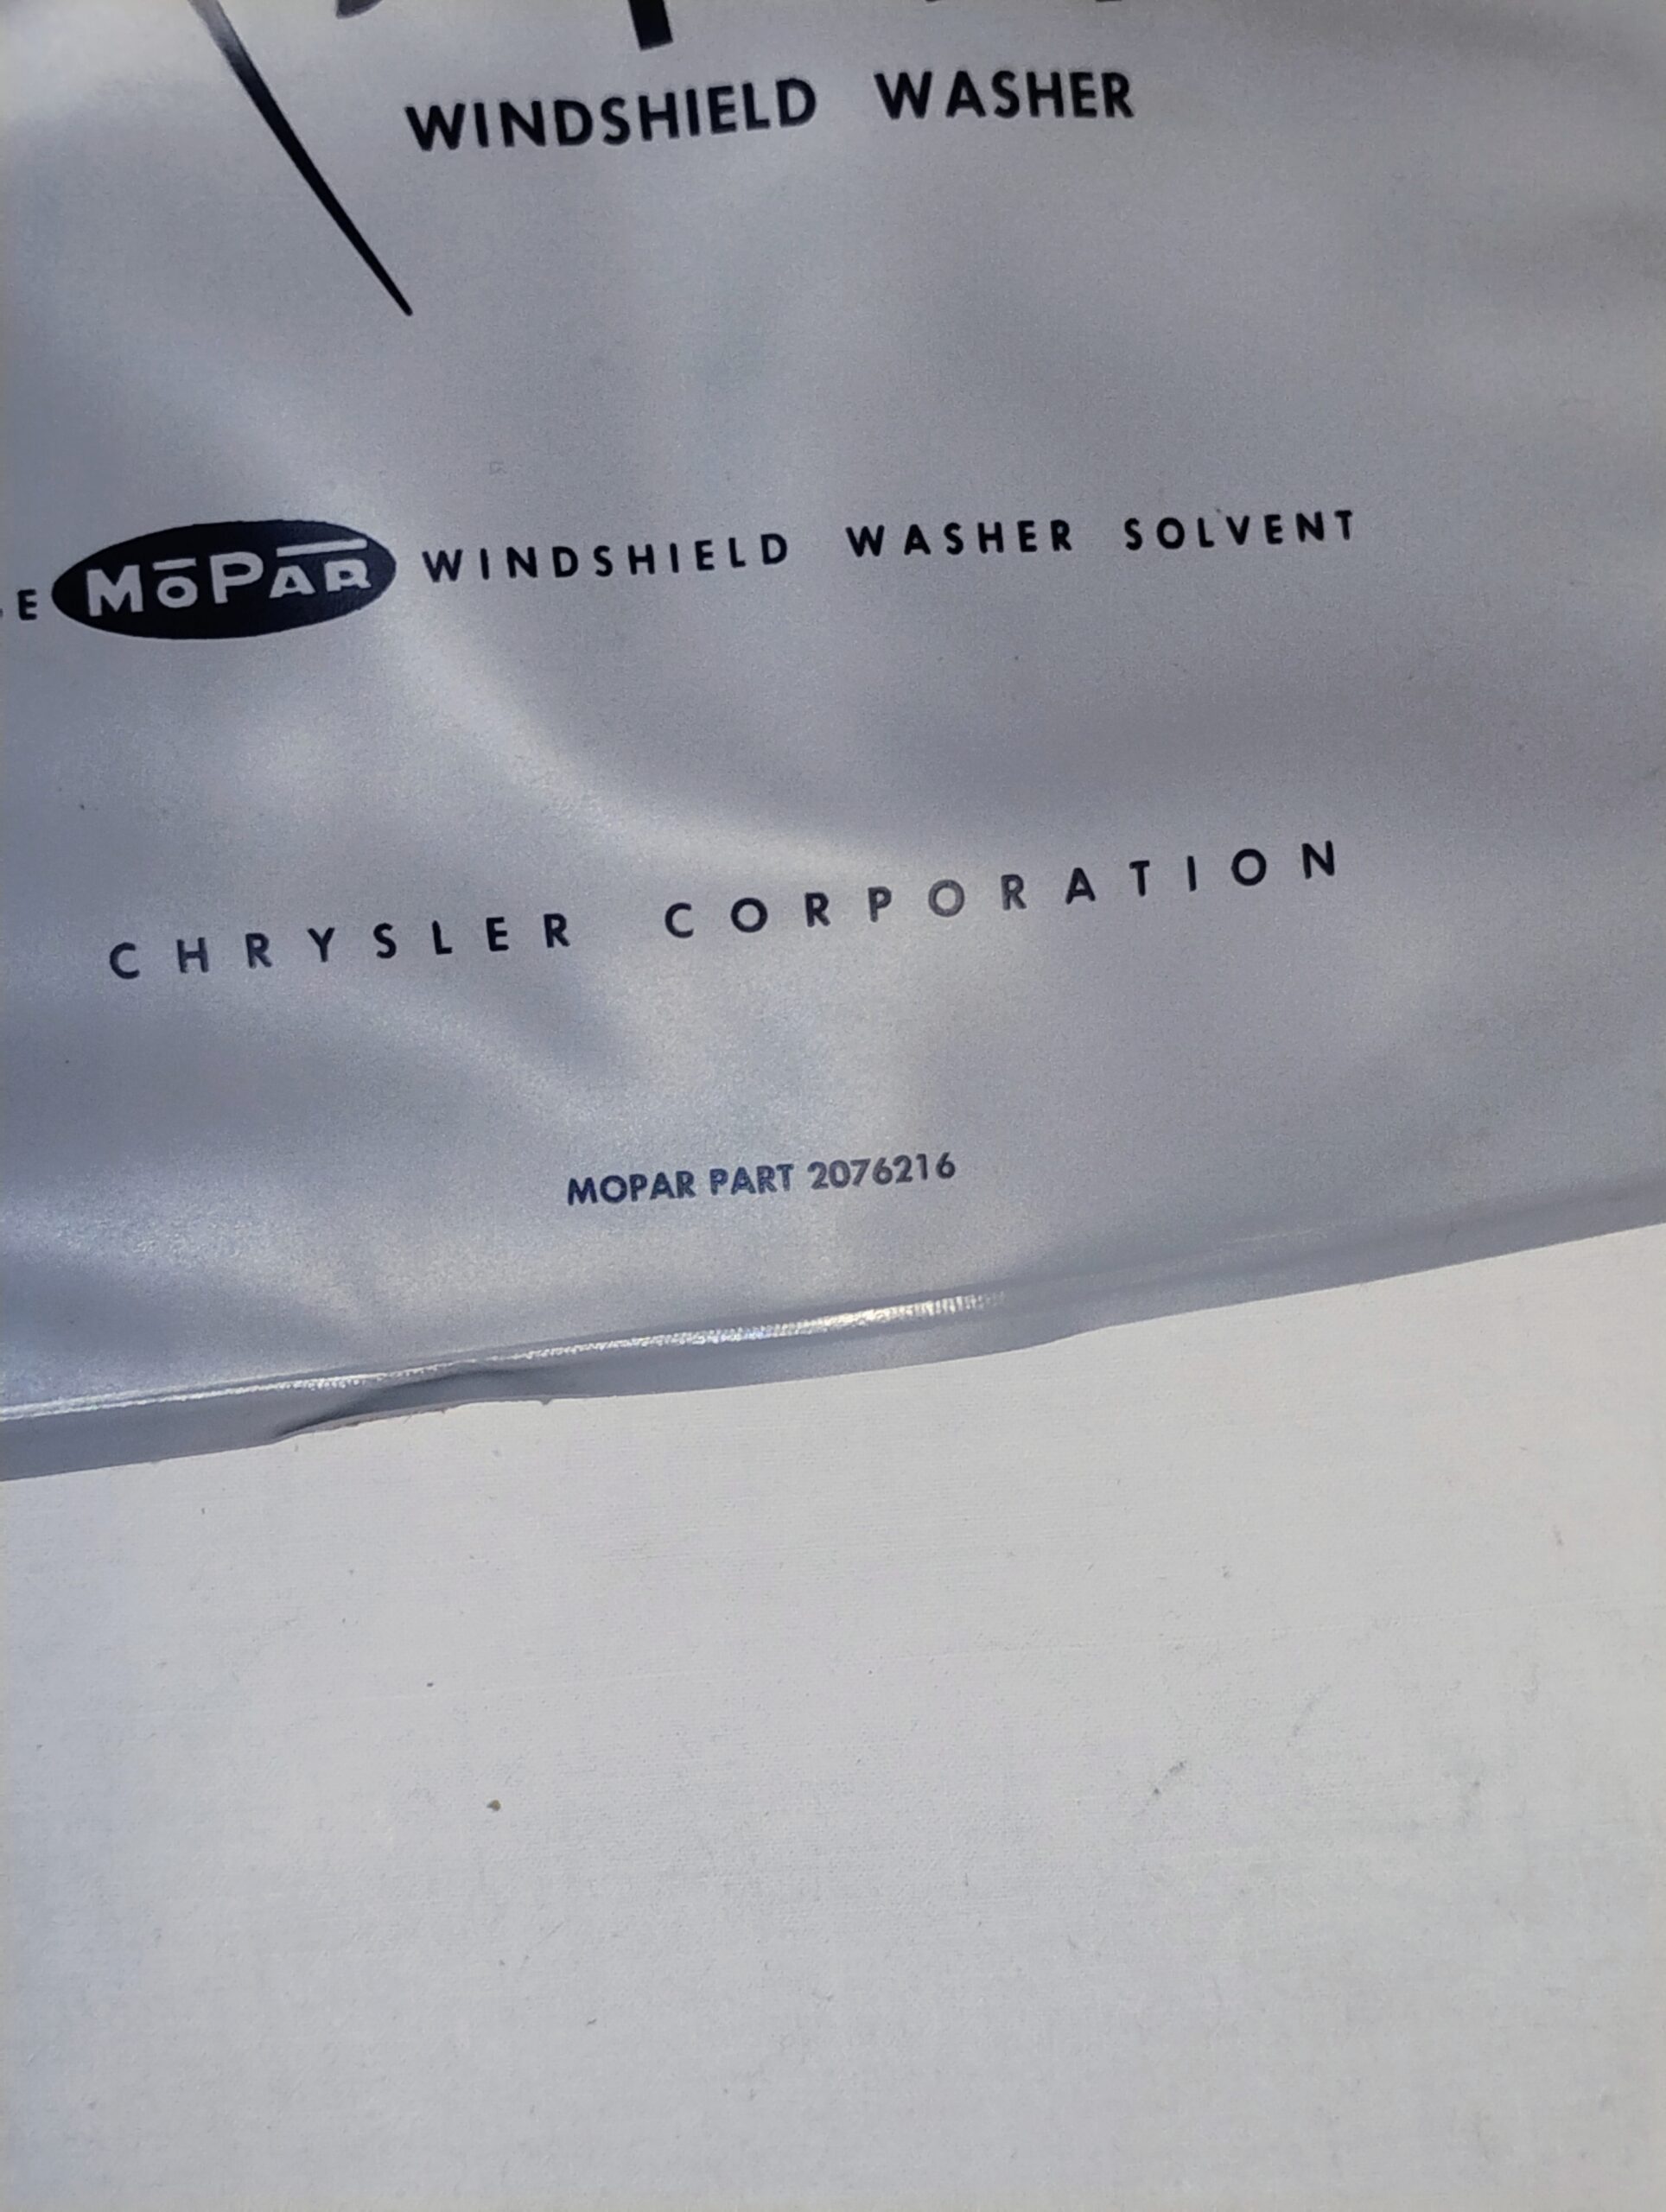 WINDSHIELD WASHER
MOPAR WINDSHIELD WASHER SOLVENT
CHRYSLER CORPORATION
MOPAR PART 2076216